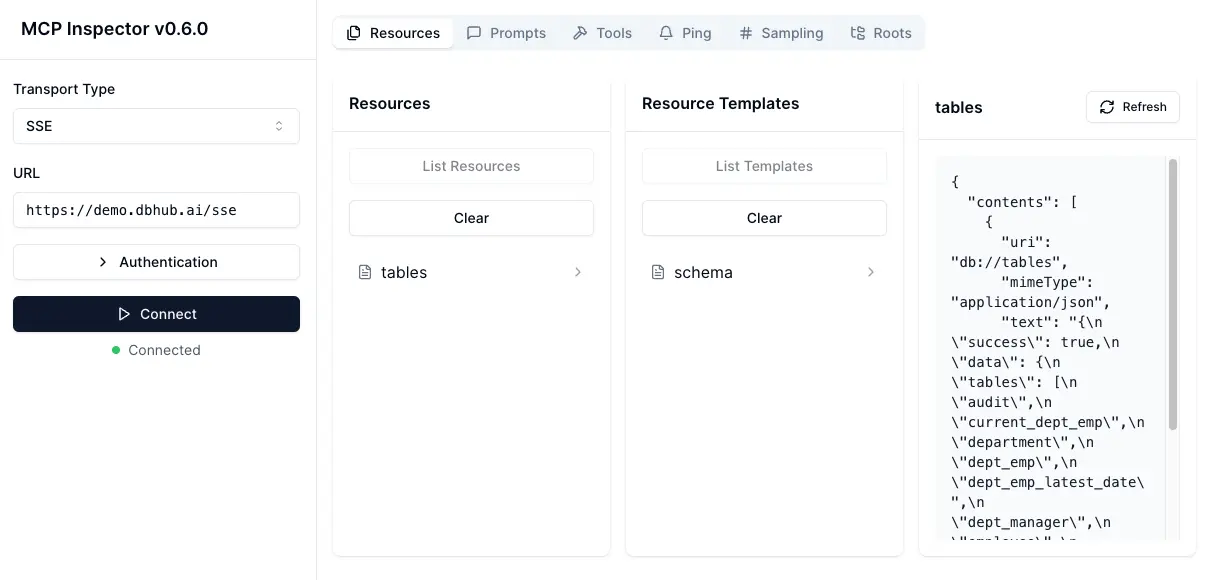 MCP Inspector v0.6.0
Transport Type
SSE
URL
https://demo.dbhub.ai/sse
Authentication
Connect
Connected
Resources
Prompts
Tools
Ping
Sampling
Roots
Resources
List Resources
Clear
tables
Resource Templates
List Templates
Clear
schema
tables
Refresh
{
"contents": [
{
"uri":
"db://tables",
"mimeType":
"application/json",
"text": "{\n
\"success\": true,\n
\"data\": {\n
\"tables\": [\n
\"audit\",\n
\"current_dept_emp\",\n
\"department\",\n
\"dept_emp\",\n
\"dept_emp_latest_date\
",\n
\"dept_manager\",\n